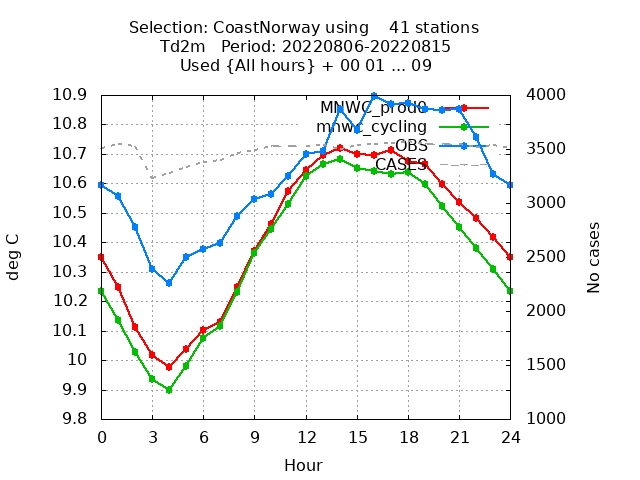 Selection: CoastNorway using 41 stations
Td2m Period: 20220806-20220815
Used {All hours} + 00 01 ... 09
MNWC_prod0
mnwc_cycling
OBS
CASES
deg C
10.9
10.8
10.7
10.6
10.5
10.4
10.3
10.2
10.1
10
9.9
9.8
4000
3500
3000
2500
2000
1500
1000
No cases
0 3 6 9 12 15 18 21 24
Hour